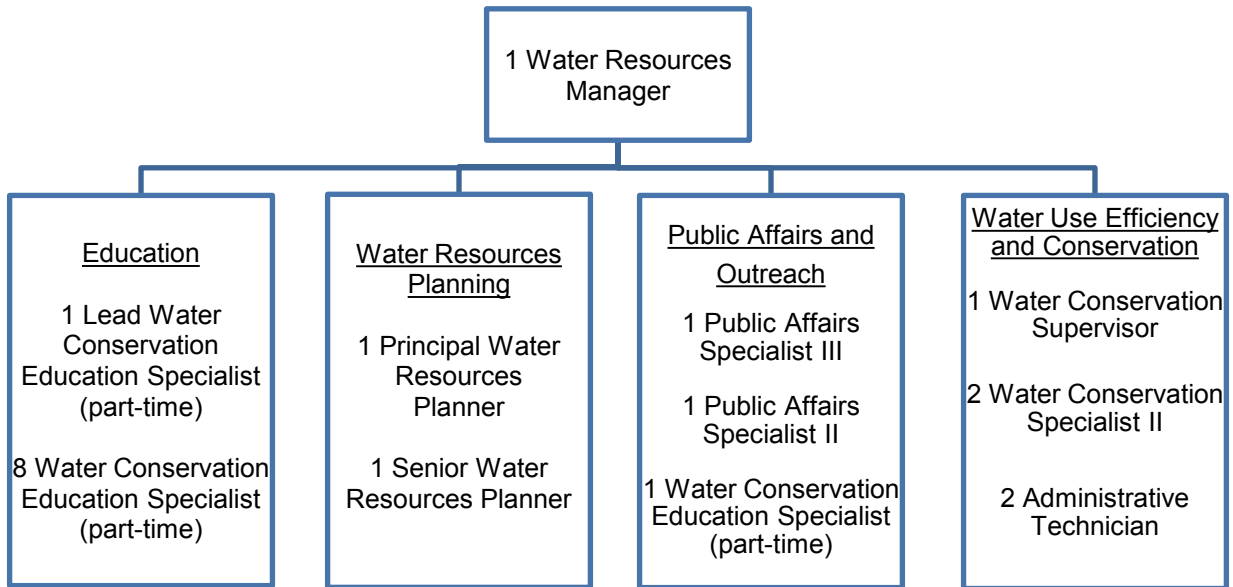 1 Water Resources
Manager
Education
1 Lead Water
Conservation
Education Specialist
(part-time)
8 Water Conservation
Education Specialist
(part-time)
Water Resources
Planning
1 Principal Water
Resources
Planner
1 Senior Water
Resources Planner
Public Affairs and
Outreach
1 Public Affairs
Specialist III
1 Public Affairs
Specialist II
1 Water Conservation
Education Specialist
(part-time)
Water Use Efficiency
and Conservation
1 Water Conservation
Supervisor
2 Water Conservation
Specialist II
2 Administrative
Technician